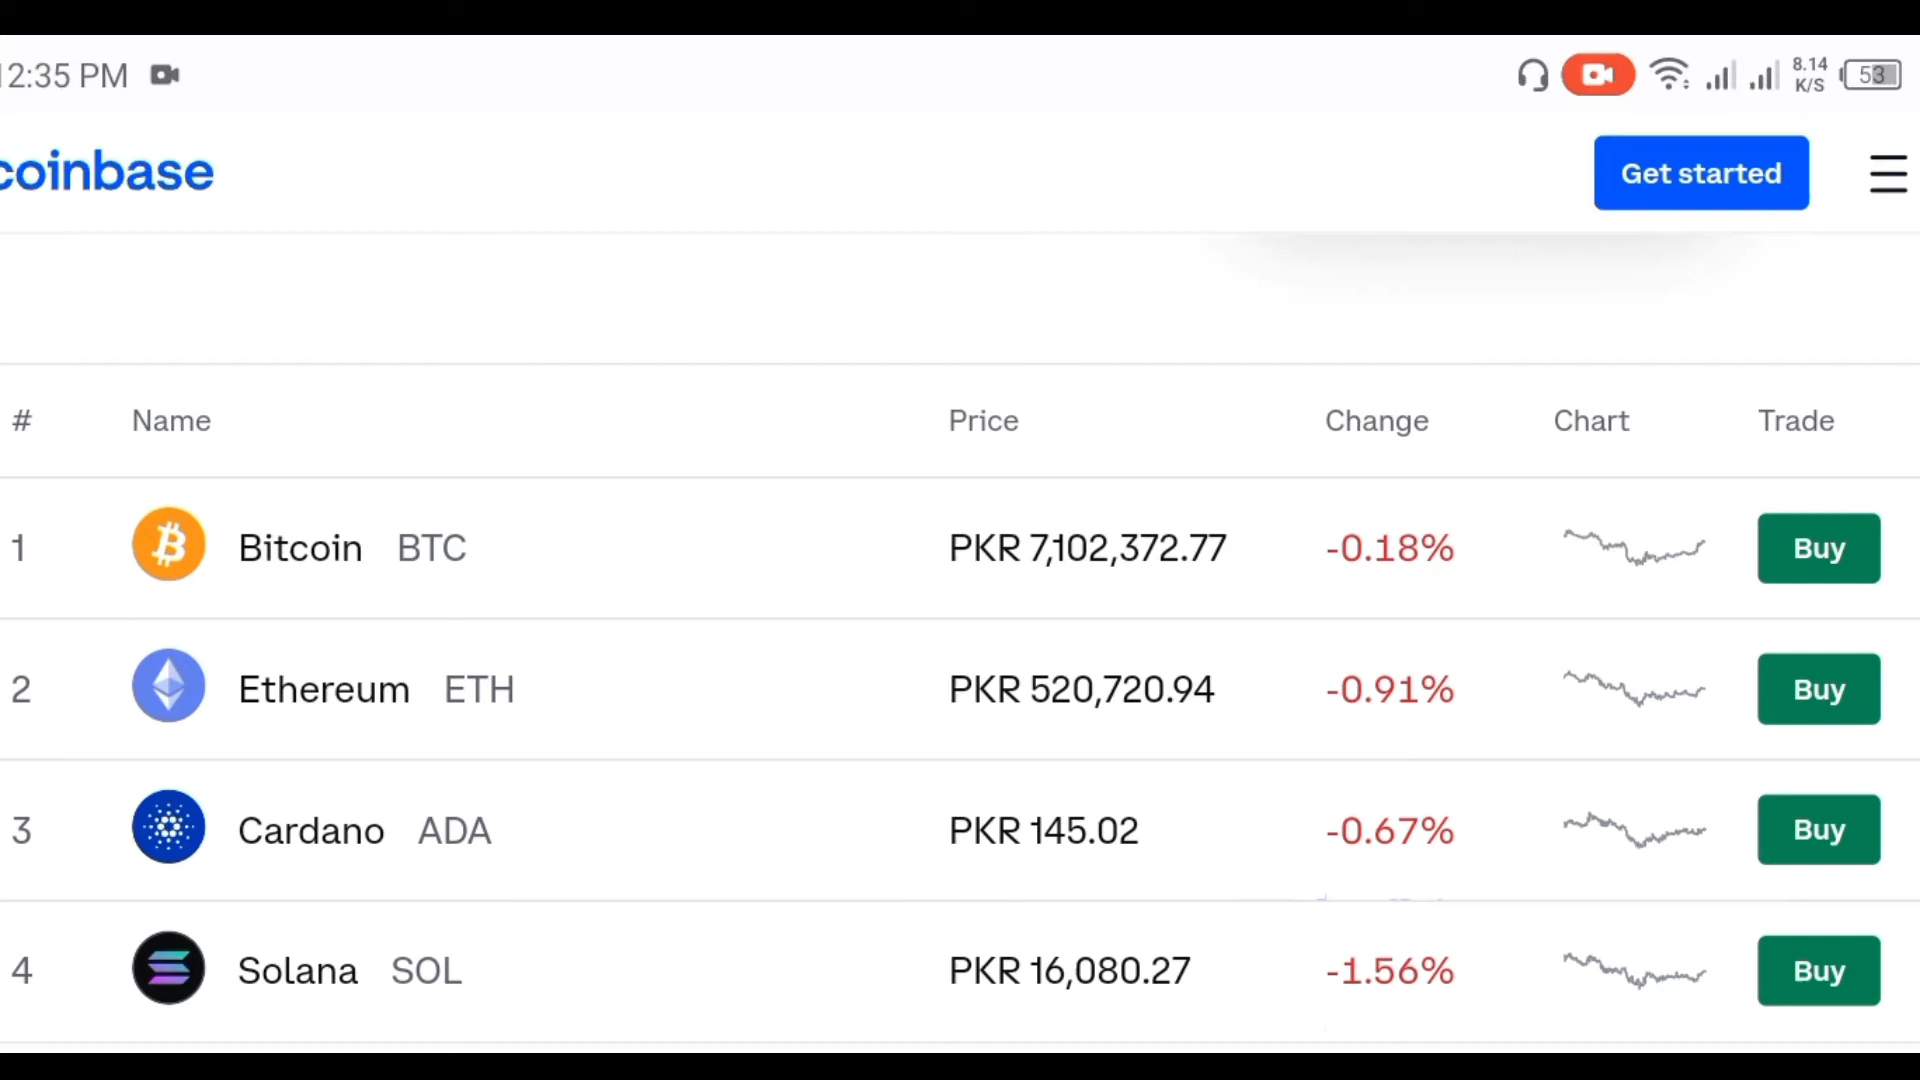 12:35 PM 8.14 K/S 53
coinbase Get started
# Name Price Change Chart Trade
1 Bitcoin BTC PKR 7,102,372.77 -0.18% Buy
2 Ethereum ETH PKR 520,720.94 -0.91% Buy
3 Cardano ADA PKR 145.02 -0.67% Buy
4 Solana SOL PKR 16,080.27 -1.56% Buy